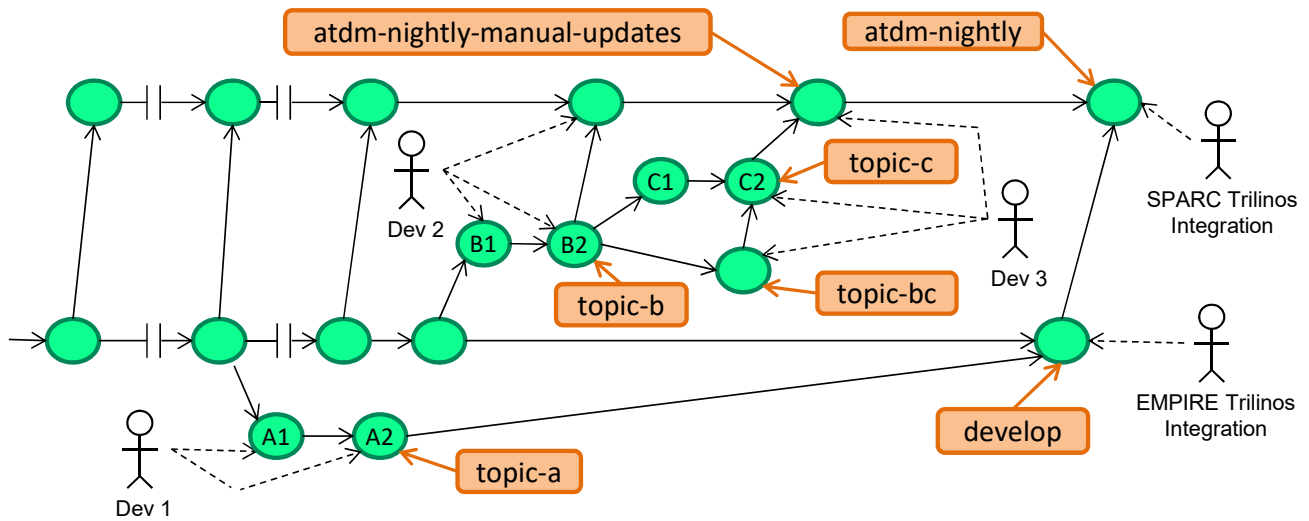 atdm-nightly-manual-updates
atdm-nightly
topic-c
C1
C2
SPARC Trilinos
Integration
Dev 2
B1
B2
Dev 3
topic-b
topic-bc
EMPIRE Trilinos
Integration
develop
A1
A2
topic-a
Dev 1